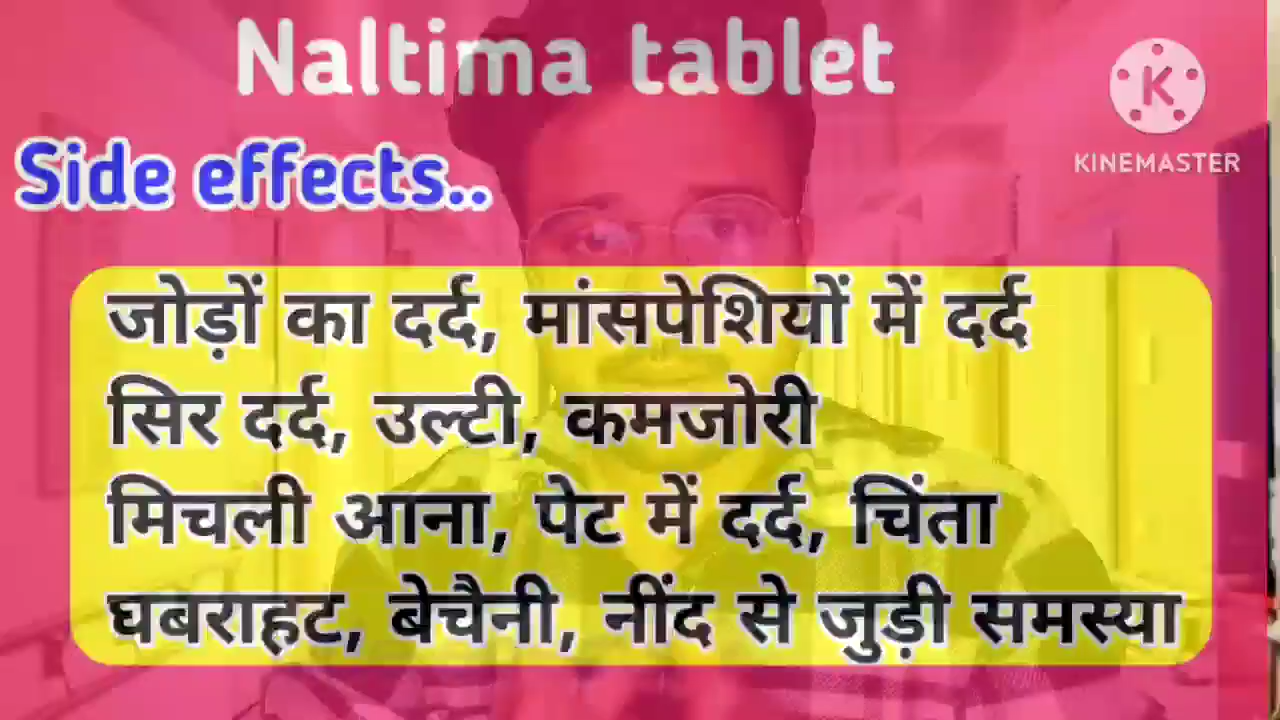 Naltima tablet
K
KINEMASTER
Side effects..
जोड़ों का दर्द, मांसपेशियों में दर्द
सिर दर्द, उल्टी, कमजोरी
मिचली आना, पेट में दर्द, चिंता
घबराहट, बेचैनी, नींद से जुड़ी समस्या